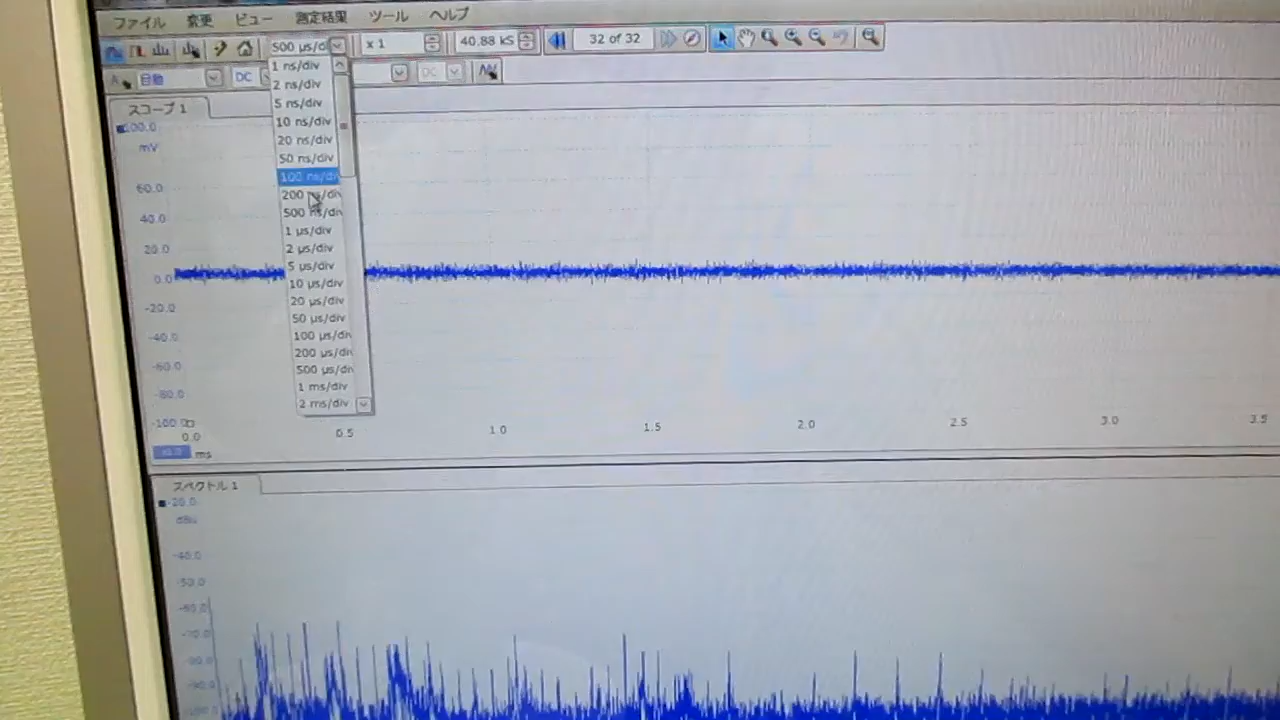 ファイル 変更 ビュー 測定結果 ツール ヘルプ
500 µs/d x 1 40.88 kS 32 of 32
A 自動 DC DC
1 ns/div
2 ns/div
5 ns/div
10 ns/div
20 ns/div
50 ns/div
100 ns/div
200 ns/div
500 ns/div
1 µs/div
2 µs/div
5 µs/div
10 µs/div
20 µs/div
50 µs/div
100 µs/div
200 µs/div
500 µs/div
1 ms/div
2 ms/div
スコープ 1
100.0
mV
60.0
40.0
20.0
0.0
-20.0
-40.0
-60.0
-80.0
-100.0
0.0 0.5 1.0 1.5 2.0 2.5 3.0 3.5
x1.0 ms
スペクトル 1
-20.0
dBu
-40.0
-50.0
-60.0
-70.0
-80.0
-90.0
-100.0